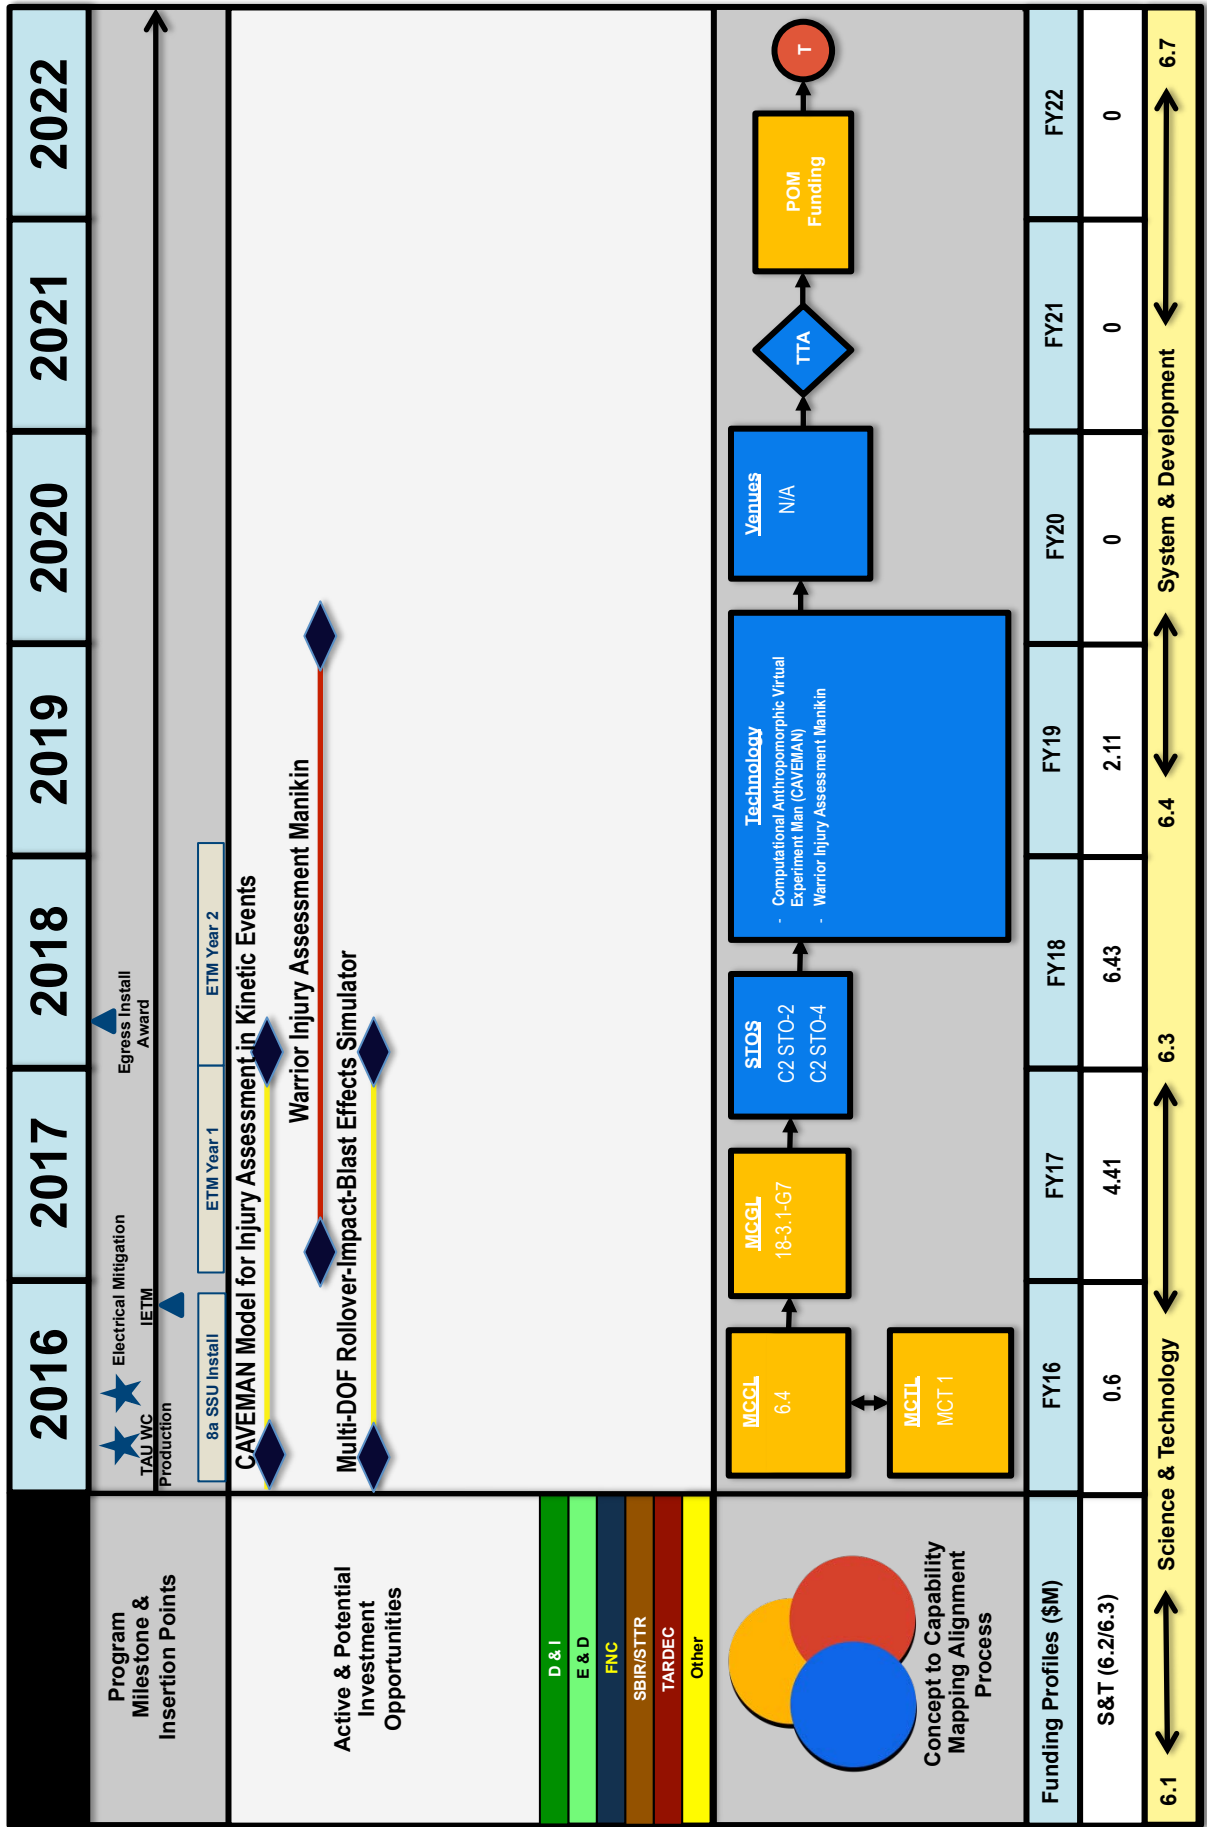 2016
2017
2018
2019
2020
2021
2022
Program
Milestone &
Insertion Points
TAU WC
Production
Electrical Mitigation
IETM
Egress Install
Award
8a SSU Install
ETM Year 1
ETM Year 2
Active & Potential
Investment
Opportunities
CAVEMAN Model for Injury Assessment in Kinetic Events
Warrior Injury Assessment Manikin
Multi-DOF Rollover-Impact-Blast Effects Simulator
D & I
E & D
FNC
SBIR/STTR
TARDEC
Other
Concept to Capability
Mapping Alignment
Process
MCCL
6.4
MCTL
MCT 1
MCGL
18-3.1-G7
STOS
C2 STO-2
C2 STO-4
Technology
- Computational Anthropomorphic Virtual
Experiment Man (CAVEMAN)
- Warrior Injury Assessment Manikin
Venues
N/A
TTA
POM
Funding
T
Funding Profiles ($M)
FY16
FY17
FY18
FY19
FY20
FY21
FY22
S&T (6.2/6.3)
0.6
4.41
6.43
2.11
0
0
0
6.1
Science & Technology
6.3
6.4
System & Development
6.7